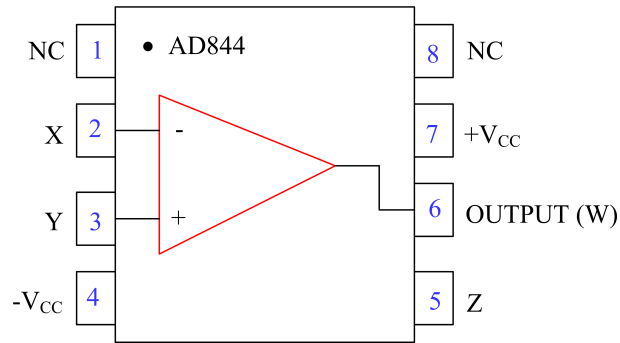 NC 1 • AD844 8 NC
X 2 - 7 +VCC
Y 3 + 6 OUTPUT (W)
-VCC 4 5 Z